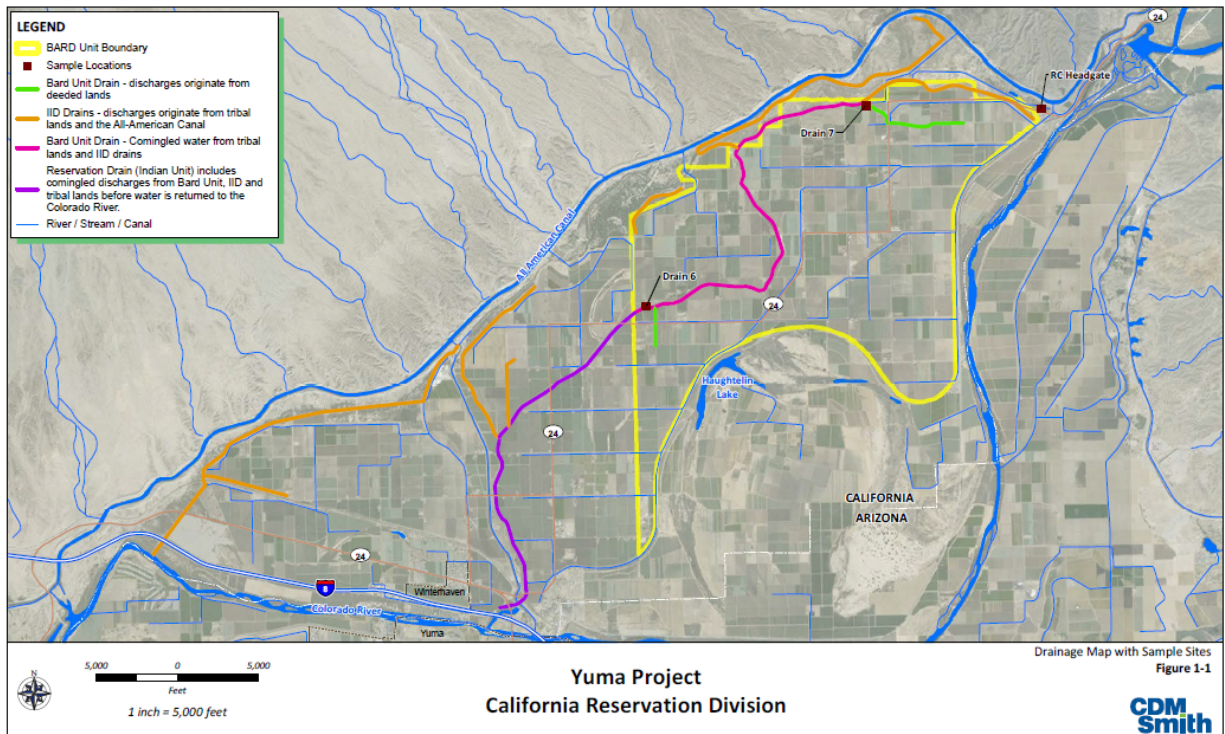 LEGEND
BARD Unit Boundary
Sample Locations
Bard Unit Drain - discharges originate from
deeded lands
IID Drains - discharges originate from tribal
lands and the All-American Canal
Bard Unit Drain - Comingled water from tribal
lands and IID drains
Reservation Drain (Indian Unit) includes
comingled discharges from Bard Unit, IID and
tribal lands before water is returned to the
Colorado River.
River / Stream / Canal
24
RC Headgate
Drain 7
All American Canal
Drain 6
24
Haughtelin
Lake
24
CALIFORNIA
ARIZONA
24
8
Winterhaven
Colorado River
Yuma
N
5,000 0 5,000
Feet
1 inch = 5,000 feet
Yuma Project
California Reservation Division
Drainage Map with Sample Sites
Figure 1-1
CDM
Smith